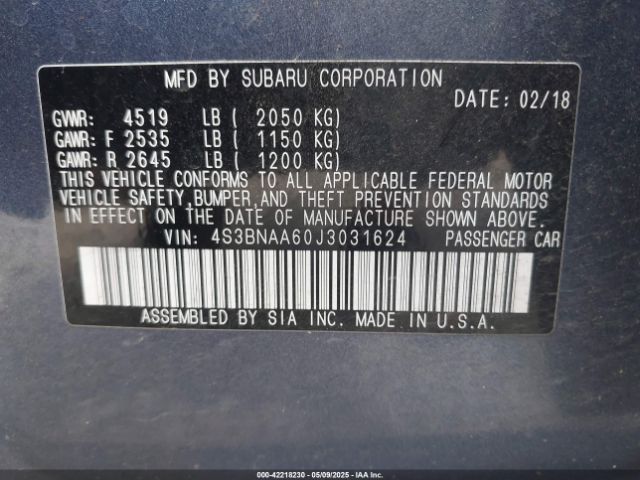 MFD BY SUBARU CORPORATION
DATE: 02/18
GVWR: 4519 LB ( 2050 KG)
GAWR: F 2535 LB ( 1150 KG)
GAWR: R 2645 LB ( 1200 KG)
THIS VEHICLE CONFORMS TO ALL APPLICABLE FEDERAL MOTOR
VEHICLE SAFETY, BUMPER, AND THEFT PREVENTION STANDARDS
IN EFFECT ON THE DATE OF MANUFACTURE SHOWN ABOVE.
VIN: 4S3BNAA60J3031624 PASSENGER CAR
ASSEMBLED BY SIA INC. MADE IN U.S.A.
000-42218230 - 05/09/2025 - IAA Inc.